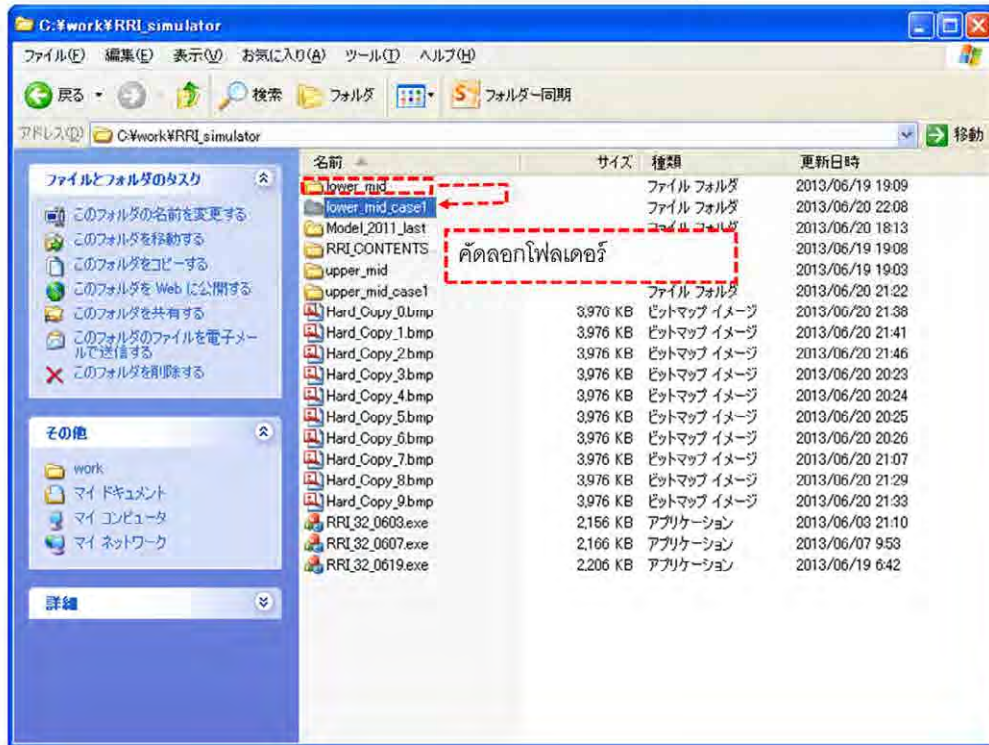 C:¥work¥RRI_simulator
ファイル(F) 編集(E) 表示(V) お気に入り(A) ツール(T) ヘルプ(H)
戻る 検索 フォルダ フォルダー同期
アドレス(D) C:¥work¥RRI_simulator 移動
ファイルとフォルダのタスク
このフォルダの名前を変更する
このフォルダを移動する
このフォルダをコピーする
このフォルダを Web に公開する
このフォルダを共有する
このフォルダのファイルを電子メー
ルで送信する
このフォルダを削除する
その他
work
マイ ドキュメント
マイ コンピュータ
マイ ネットワーク
詳細
名前 サイズ 種類 更新日時
lower_mid ファイル フォルダ 2013/06/19 19:09
lower_mid_case1 ファイル フォルダ 2013/06/20 22:08
Model_2011_last ファイル フォルダ 2013/06/20 18:13
RRI_CONTENTS 2013/06/19 19:08
คัดลอกโฟลเดอร์
upper_mid 2013/06/19 19:03
upper_mid_case1 ファイル フォルダ 2013/06/20 21:22
Hard_Copy_0.bmp 3,976 KB ビットマップ イメージ 2013/06/20 21:38
Hard_Copy_1.bmp 3,976 KB ビットマップ イメージ 2013/06/20 21:41
Hard_Copy_2.bmp 3,976 KB ビットマップ イメージ 2013/06/20 21:46
Hard_Copy_3.bmp 3,976 KB ビットマップ イメージ 2013/06/20 20:23
Hard_Copy_4.bmp 3,976 KB ビットマップ イメージ 2013/06/20 20:24
Hard_Copy_5.bmp 3,976 KB ビットマップ イメージ 2013/06/20 20:25
Hard_Copy_6.bmp 3,976 KB ビットマップ イメージ 2013/06/20 20:26
Hard_Copy_7.bmp 3,976 KB ビットマップ イメージ 2013/06/20 21:07
Hard_Copy_8.bmp 3,976 KB ビットマップ イメージ 2013/06/20 21:29
Hard_Copy_9.bmp 3,976 KB ビットマップ イメージ 2013/06/20 21:33
RRI_32_0603.exe 2,156 KB アプリケーション 2013/06/03 21:10
RRI_32_0607.exe 2,166 KB アプリケーション 2013/06/07 9:53
RRI_32_0619.exe 2,206 KB アプリケーション 2013/06/19 6:42